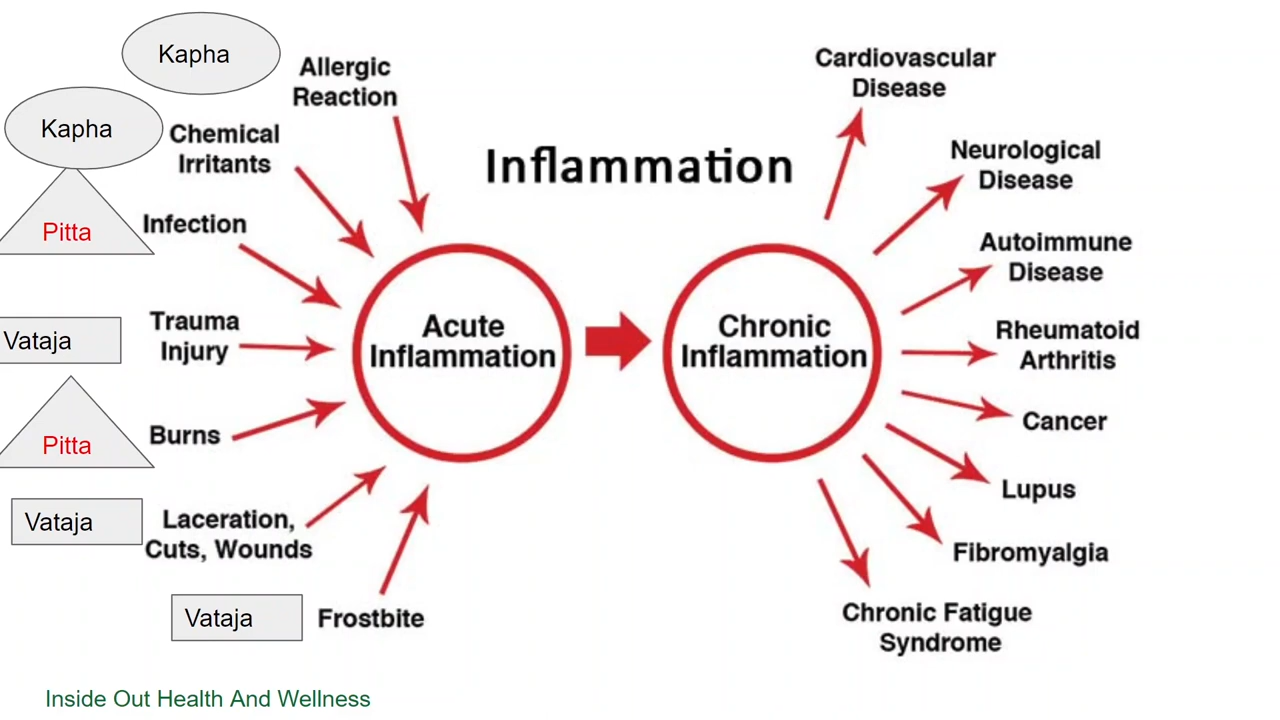 Kapha
Allergic
Reaction
Kapha
Chemical
Irritants
Pitta
Infection
Vataja
Trauma
Injury
Pitta
Burns
Vataja
Laceration,
Cuts, Wounds
Vataja
Frostbite
Inflammation
Acute
Inflammation
Chronic
Inflammation
Cardiovascular
Disease
Neurological
Disease
Autoimmune
Disease
Rheumatoid
Arthritis
Cancer
Lupus
Fibromyalgia
Chronic Fatigue
Syndrome
Inside Out Health And Wellness